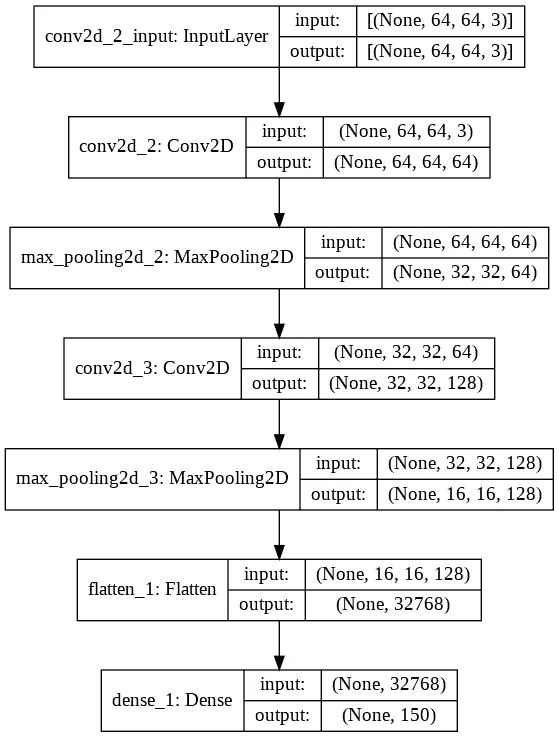 conv2d_2_input: InputLayer
input: [(None, 64, 64, 3)]
output: [(None, 64, 64, 3)]
conv2d_2: Conv2D
input: (None, 64, 64, 3)
output: (None, 64, 64, 64)
max_pooling2d_2: MaxPooling2D
input: (None, 64, 64, 64)
output: (None, 32, 32, 64)
conv2d_3: Conv2D
input: (None, 32, 32, 64)
output: (None, 32, 32, 128)
max_pooling2d_3: MaxPooling2D
input: (None, 32, 32, 128)
output: (None, 16, 16, 128)
flatten_1: Flatten
input: (None, 16, 16, 128)
output: (None, 32768)
dense_1: Dense
input: (None, 32768)
output: (None, 150)